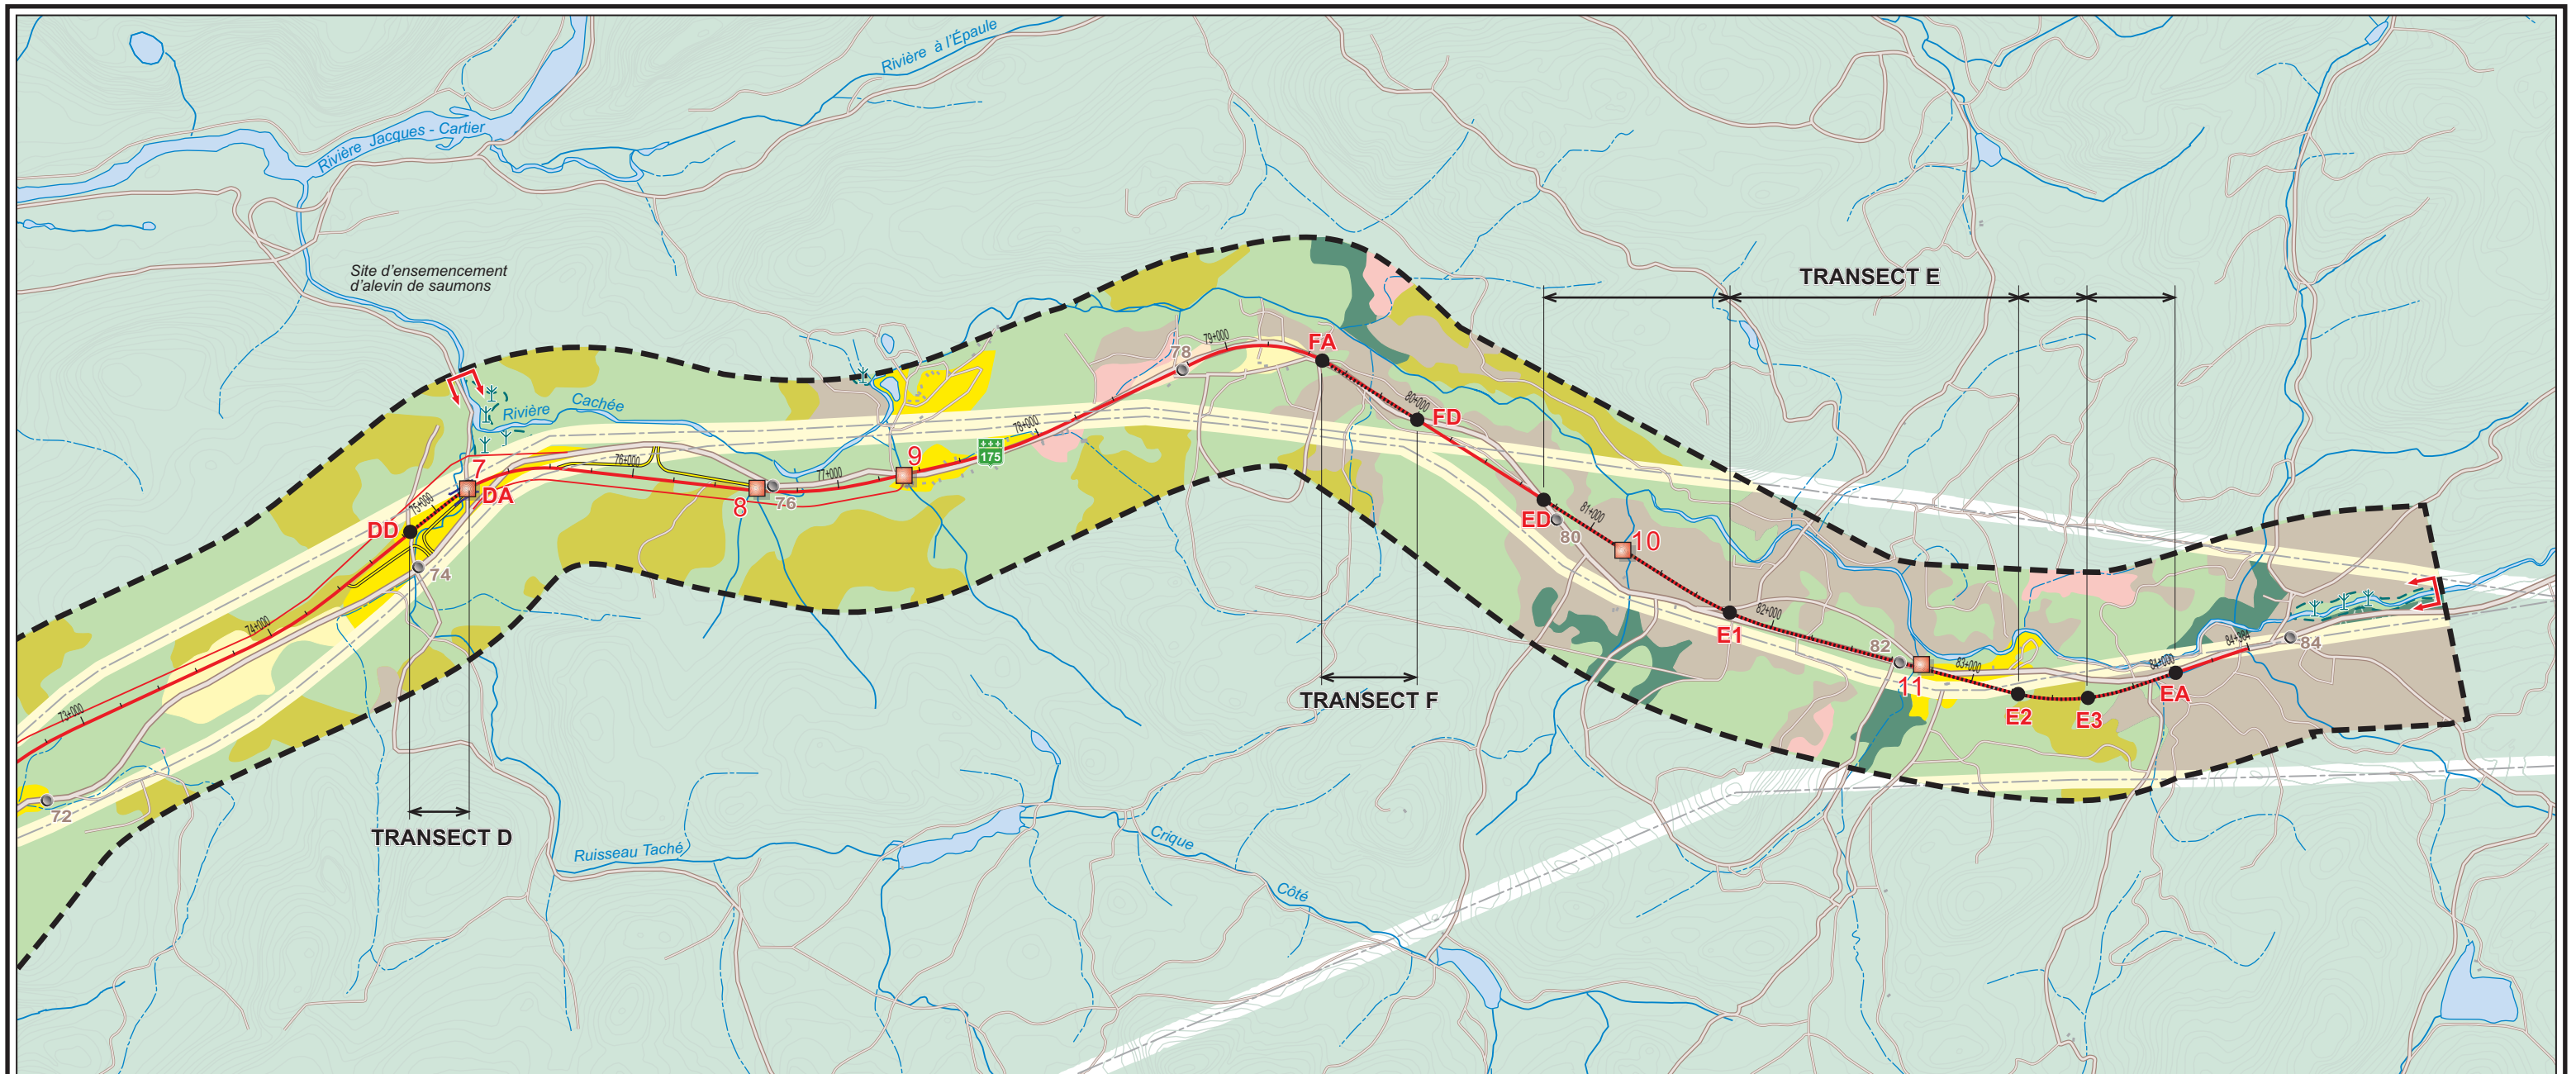 Rivière à l'Épaule
Rivière Jacques - Cartier
Site d'ensemencement
d'alevin de saumons
TRANSECT E
79+000
FA
78
80+000
FD
Rivière Cachée
78+000
175
9
7
DA
76+000
77+000
8
76
75+000
DD
74
ED
80
81+000
10
74+000
E1
82+000
82
83+000
11
84+000
84+984
84
EA
E2
E3
73+000
TRANSECT F
72
TRANSECT D
Ruisseau Taché
Crique
Côté